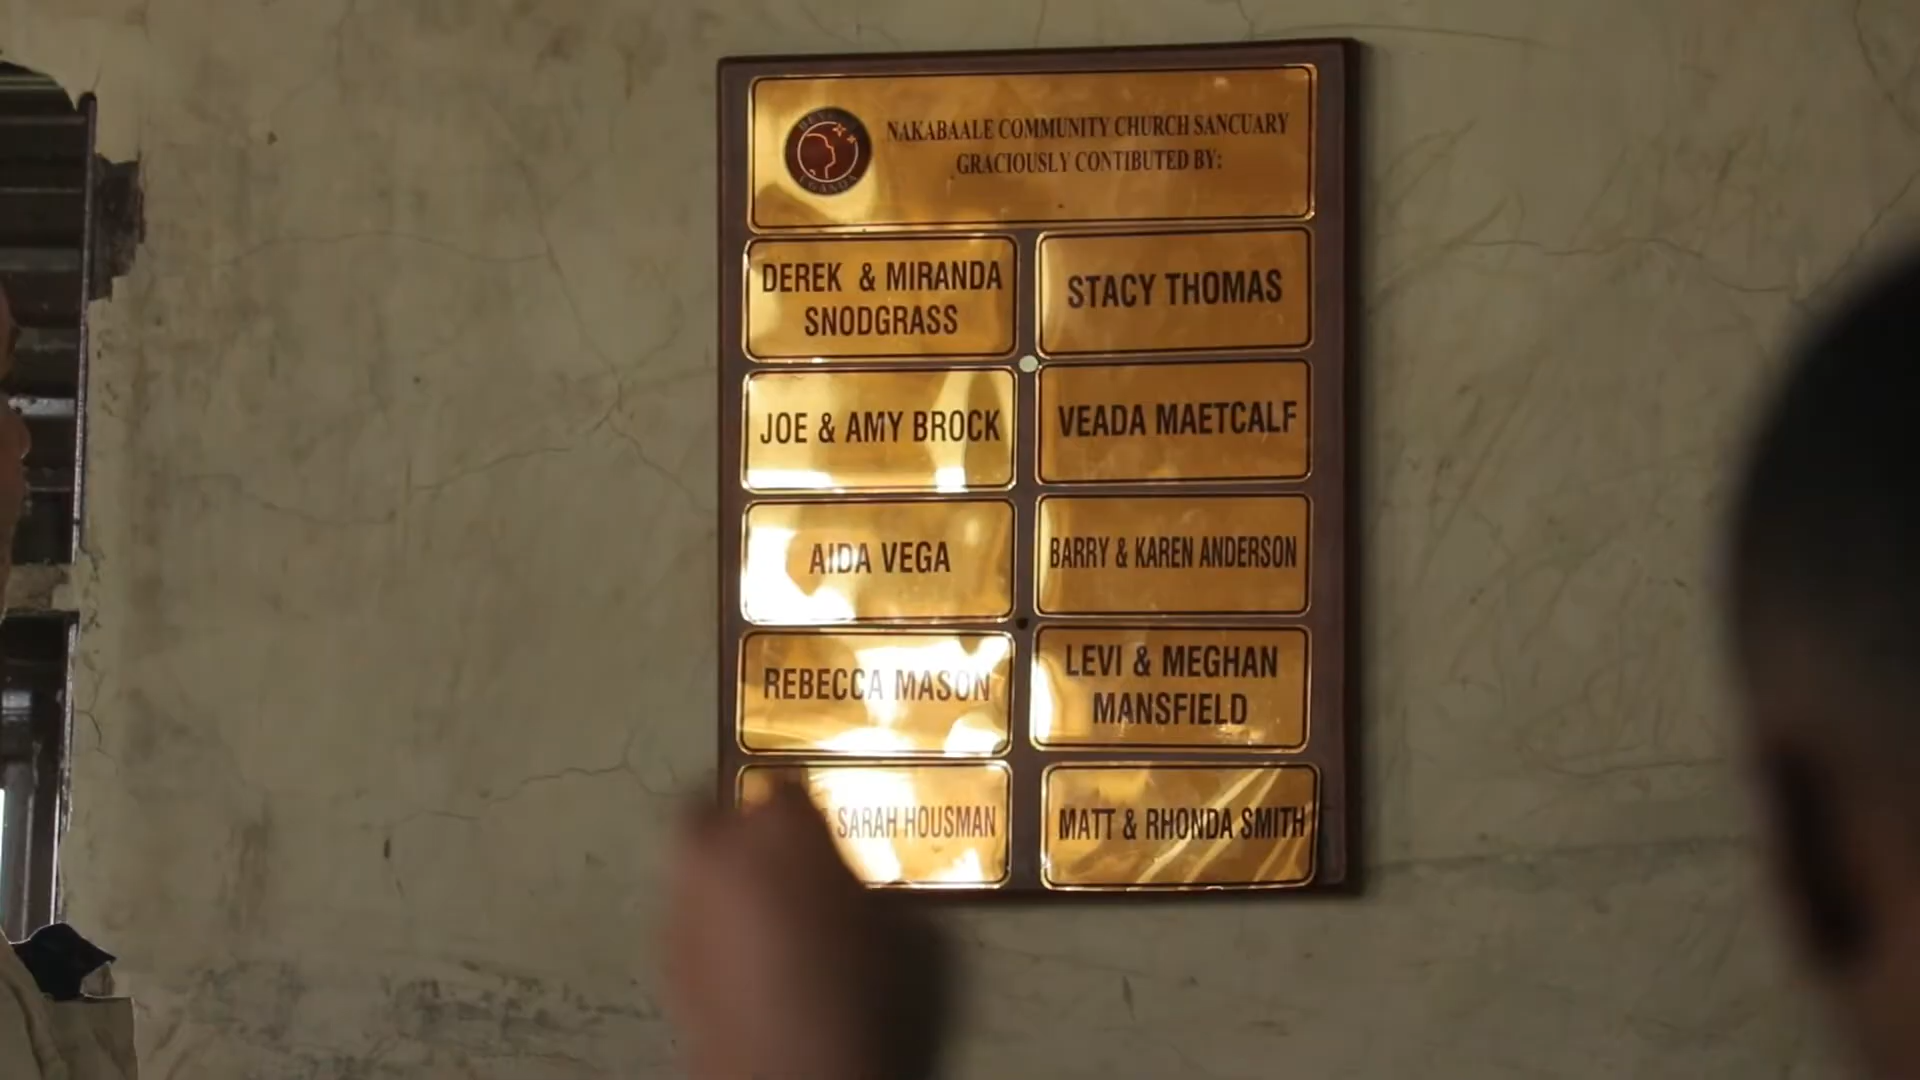 NAKABAALE COMMUNITY CHURCH SANCUARY
GRACIOUSLY CONTIBUTED BY:
DEREK & MIRANDA
SNODGRASS
STACY THOMAS
JOE & AMY BROCK
VEADA MAETCALF
AIDA VEGA
BARRY & KAREN ANDERSON
REBECCA MASON
LEVI & MEGHAN
MANSFIELD
SARAH HOUSMAN
MATT & RHONDA SMITH
UGANDA